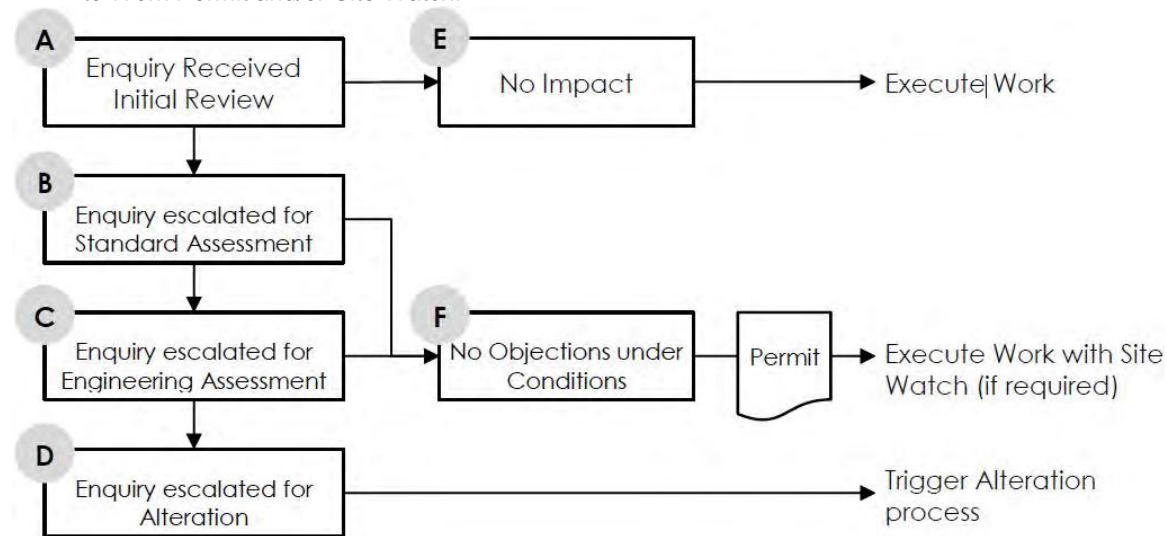 A
Enquiry Received
Initial Review
E
No Impact
Execute Work
B
Enquiry escalated for
Standard Assessment
C
Enquiry escalated for
Engineering Assessment
F
No Objections under
Conditions
Permit
Execute Work with Site
Watch (if required)
D
Enquiry escalated for
Alteration
Trigger Alteration
process